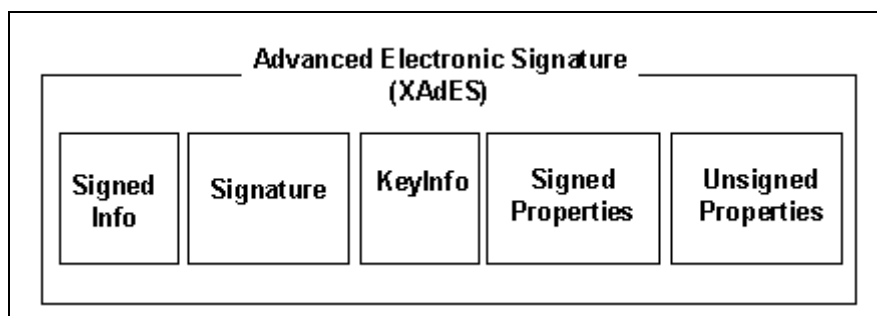 Advanced Electronic Signature
(XAdES)
Signed
Info
Signature
KeyInfo
Signed
Properties
Unsigned
Properties